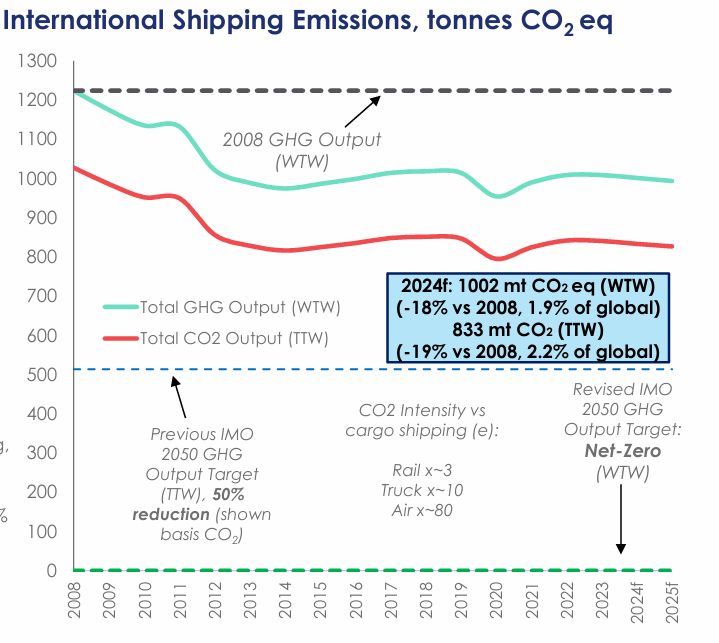 International Shipping Emissions, tonnes CO2 eq
1300
1200
1100
1000
900
800
700
600
500
400
300
200
100
0
2008 GHG Output
(WTW)
2024f: 1002 mt CO2 eq (WTW)
(-18% vs 2008, 1.9% of global)
833 mt CO2 (TTW)
(-19% vs 2008, 2.2% of global)
Total GHG Output (WTW)
Total CO2 Output (TTW)
Previous IMO
2050 GHG
Output Target
(TTW), 50%
reduction (shown
basis CO2)
CO2 Intensity vs
cargo shipping (e):
Rail x~3
Truck x~10
Air x~80
Revised IMO
2050 GHG
Output Target:
Net-Zero
(WTW)
g,
%
2008
2009
2010
2011
2012
2013
2014
2015
2016
2017
2018
2019
2020
2021
2022
2023
2024f
2025f